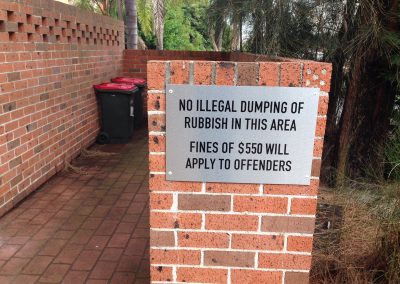 NO ILLEGAL DUMPING OF
RUBBISH IN THIS AREA
FINES OF $550 WILL
APPLY TO OFFENDERS